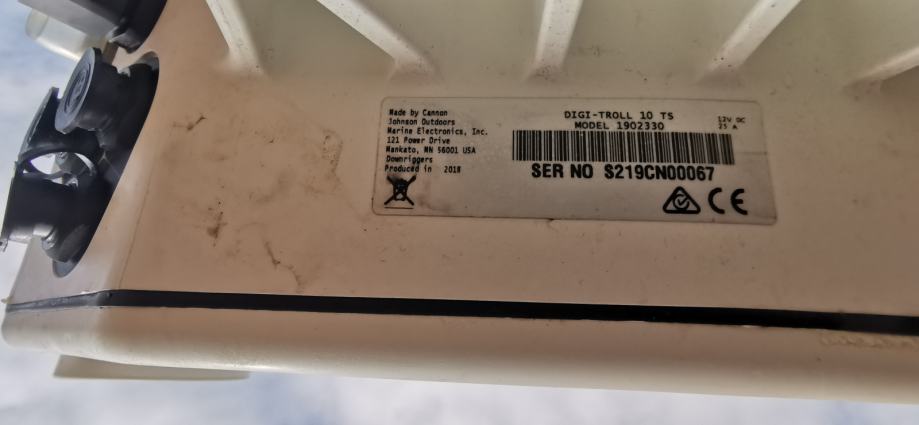 Made by Cannon
Johnson Outdoors
Marine Electronics, Inc.
121 Power Drive
Mankato, MN 56001 USA
Downriggers
Produced in 2018
DIGI-TROLL 10 TS
MODEL 1902330
12V DC
25 A
SER NO S219CN00067
CE